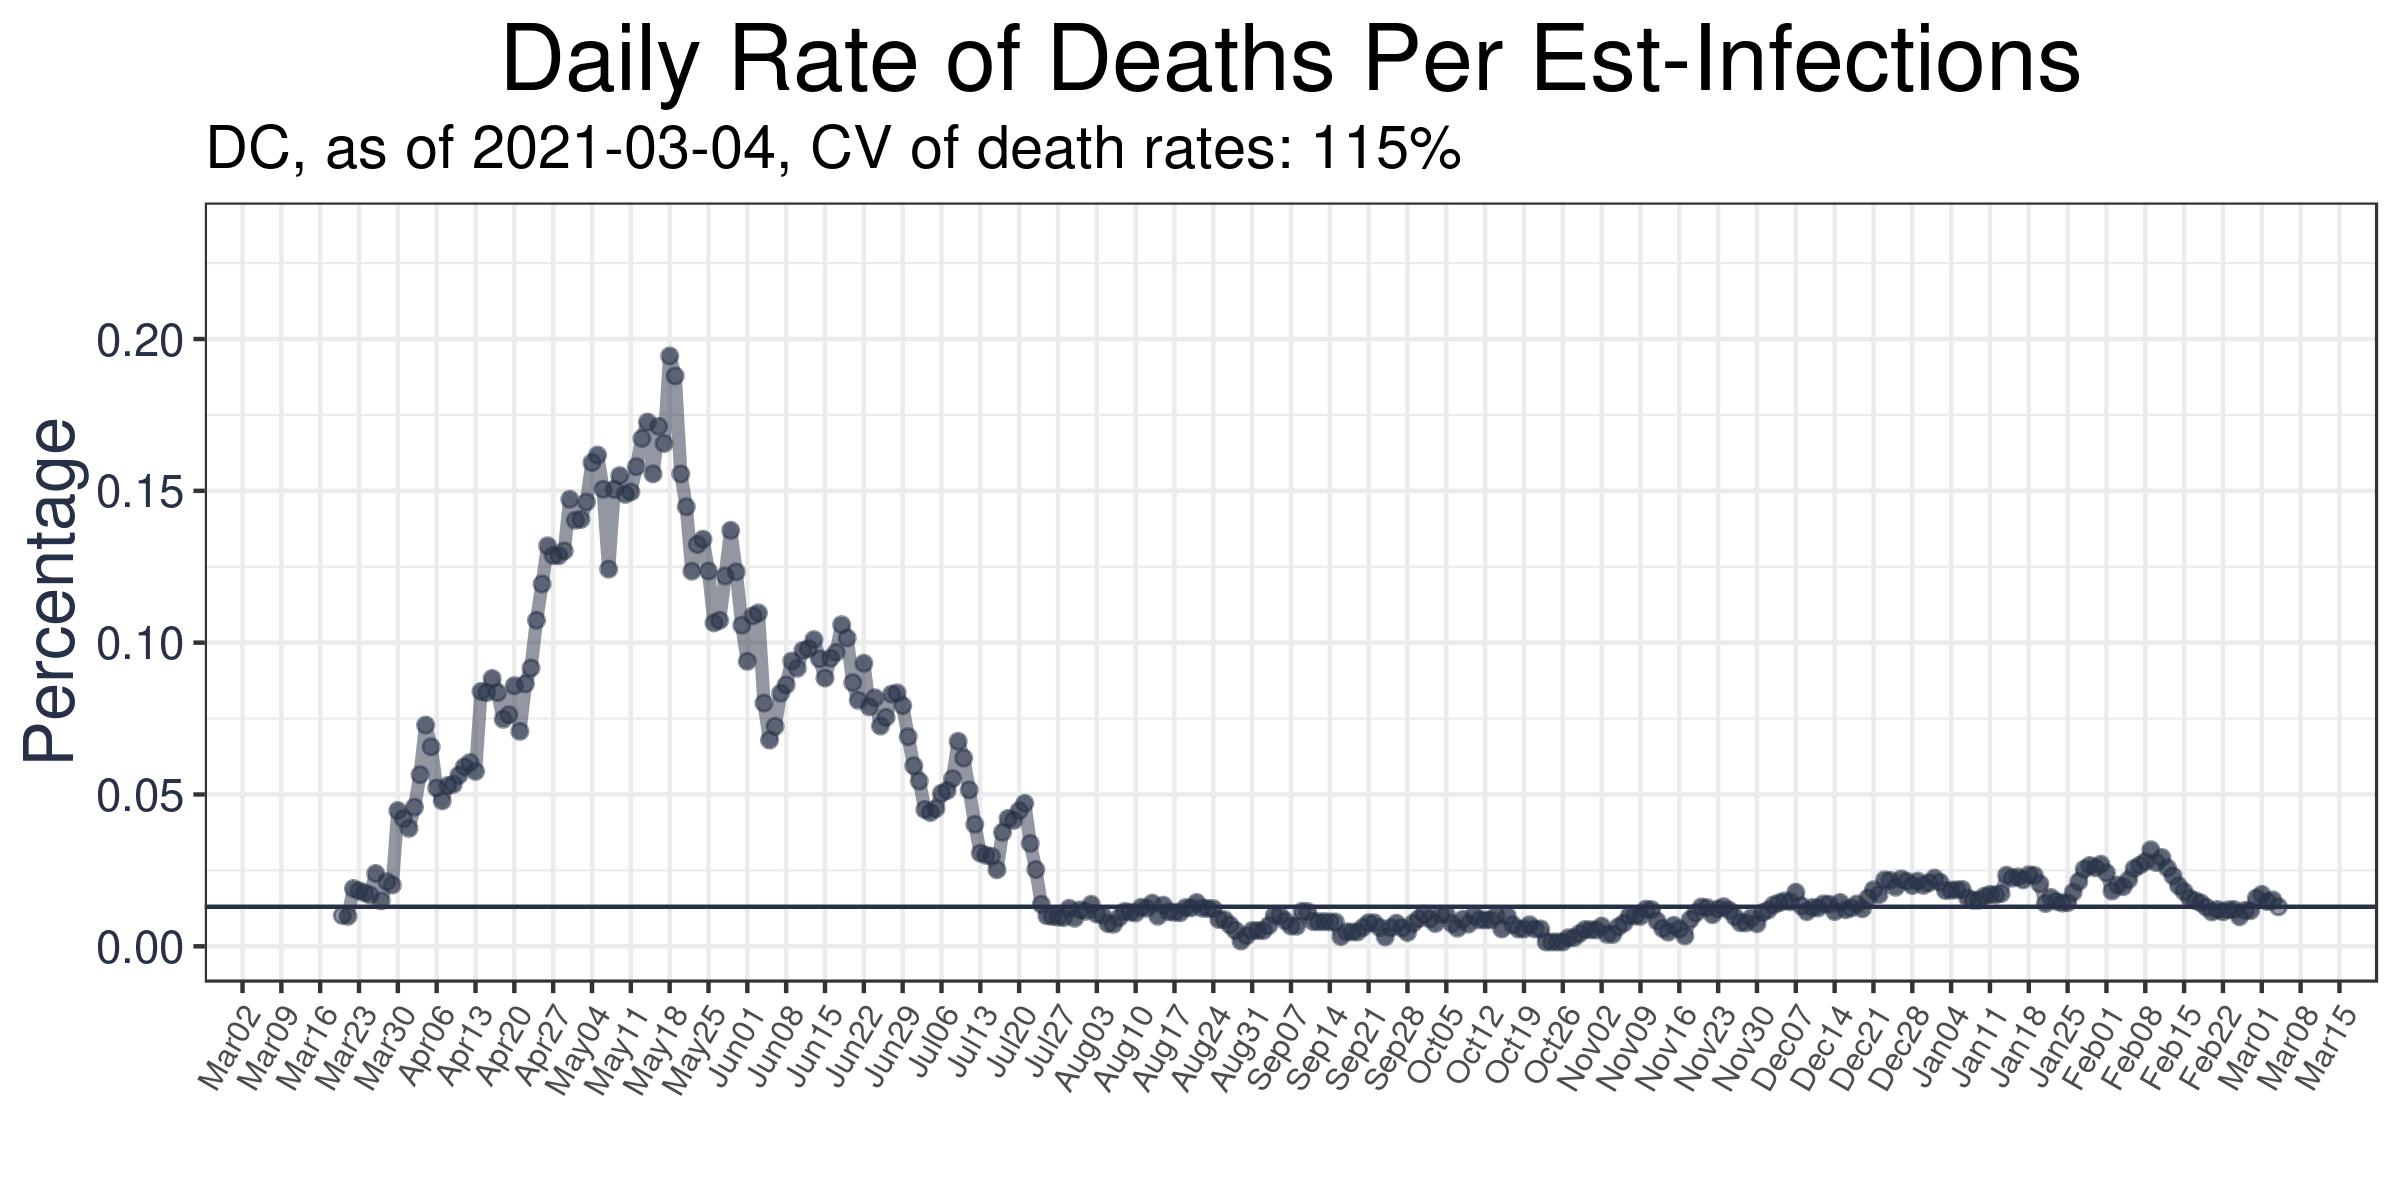 Daily Rate of Deaths Per Est-Infections
DC, as of 2021-03-04, CV of death rates: 115%
Percentage
0.20
0.15
0.10
0.05
0.00
Mar02
Mar09
Mar16
Mar23
Mar30
Apr06
Apr13
Apr20
Apr27
May04
May11
May18
May25
Jun01
Jun08
Jun15
Jun22
Jun29
Jul06
Jul13
Jul20
Jul27
Aug03
Aug10
Aug17
Aug24
Aug31
Sep07
Sep14
Sep21
Sep28
Oct05
Oct12
Oct19
Oct26
Nov02
Nov09
Nov16
Nov23
Nov30
Dec07
Dec14
Dec21
Dec28
Jan04
Jan11
Jan18
Jan25
Feb01
Feb08
Feb15
Feb22
Mar01
Mar08
Mar15